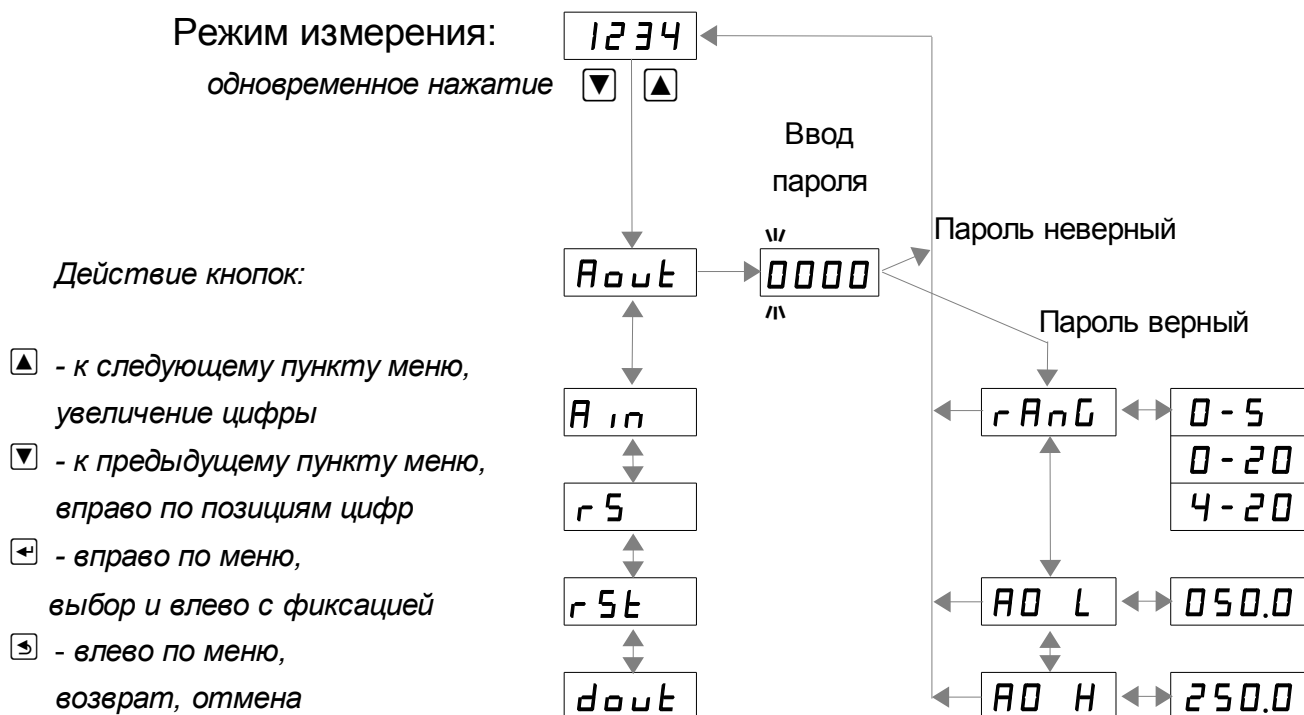 Режим измерения:
1234
одновременное нажатие
Ввод
пароля
Пароль неверный
Действие кнопок:
Aout
0000
Пароль верный
- к следующему пункту меню,
увеличение цифры
A in
rAnG
0-5
- к предыдущему пункту меню,
0-20
вправо по позициям цифр
rS
4-20
- вправо по меню,
выбор и влево с фиксацией
rSt
A0 L
050.0
- влево по меню,
возврат, отмена
dout
A0 H
250.0